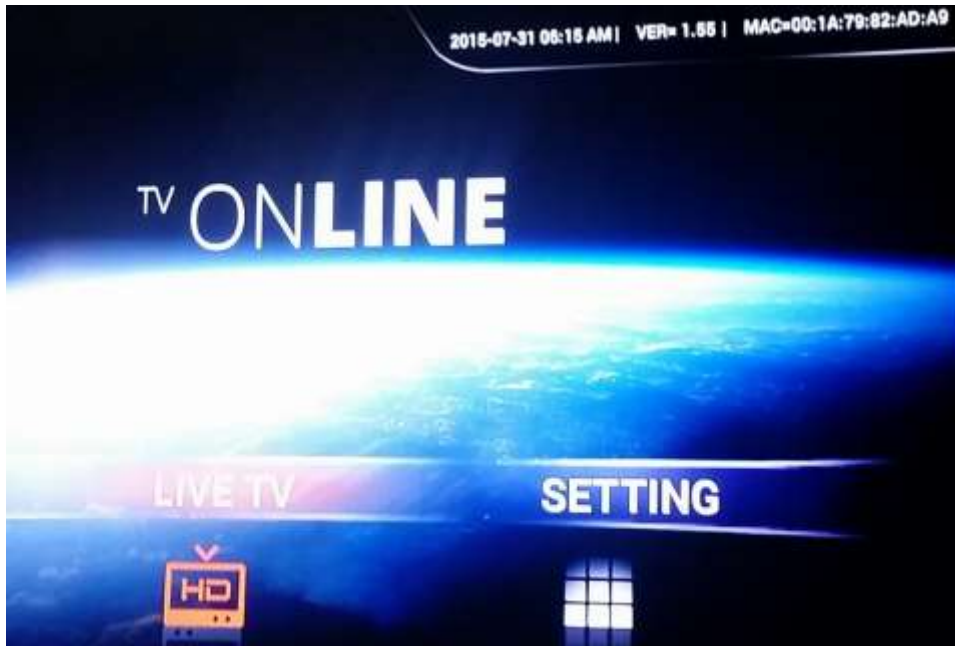 2015-07-31 06:15 AM | VER= 1.55 | MAC=00:1A:79:82:AD:A9
TV ONLINE
LIVE TV
SETTING
HD